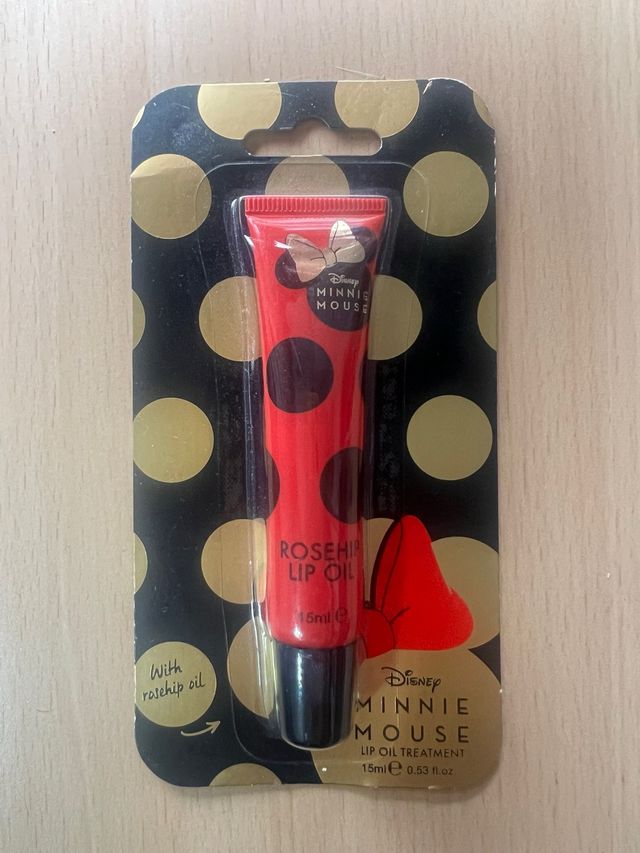 Disney
MINNIE
MOUSE
ROSEHIP
LIP OIL
15ml ℮
With
rosehip oil
Disney
MINNIE
MOUSE
LIP OIL TREATMENT
15ml ℮ 0.53 fl.oz